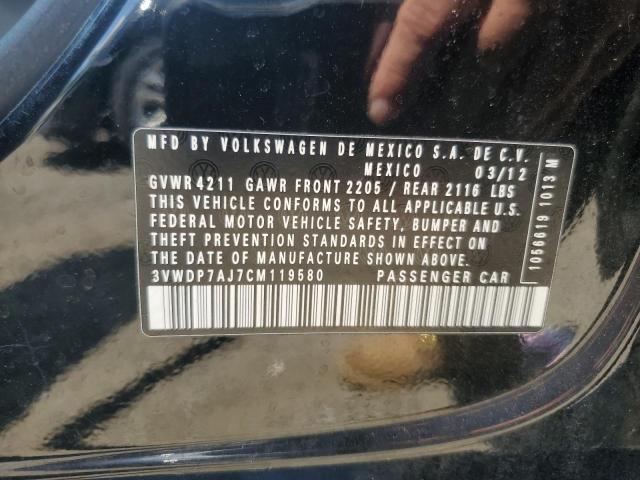 MFD BY VOLKSWAGEN DE MEXICO S.A. DE C.V.
MEXICO 03/12
GVWR 4211 GAWR FRONT 2205 / REAR 2116 LBS
THIS VEHICLE CONFORMS TO ALL APPLICABLE U.S.
FEDERAL MOTOR VEHICLE SAFETY, BUMPER AND
THEFT PREVENTION STANDARDS IN EFFECT ON
THE DATE OF MANUFACTURE SHOWN ABOVE.
3VWDP7AJ7CM119580 PASSENGER CAR
1056619 1013 M